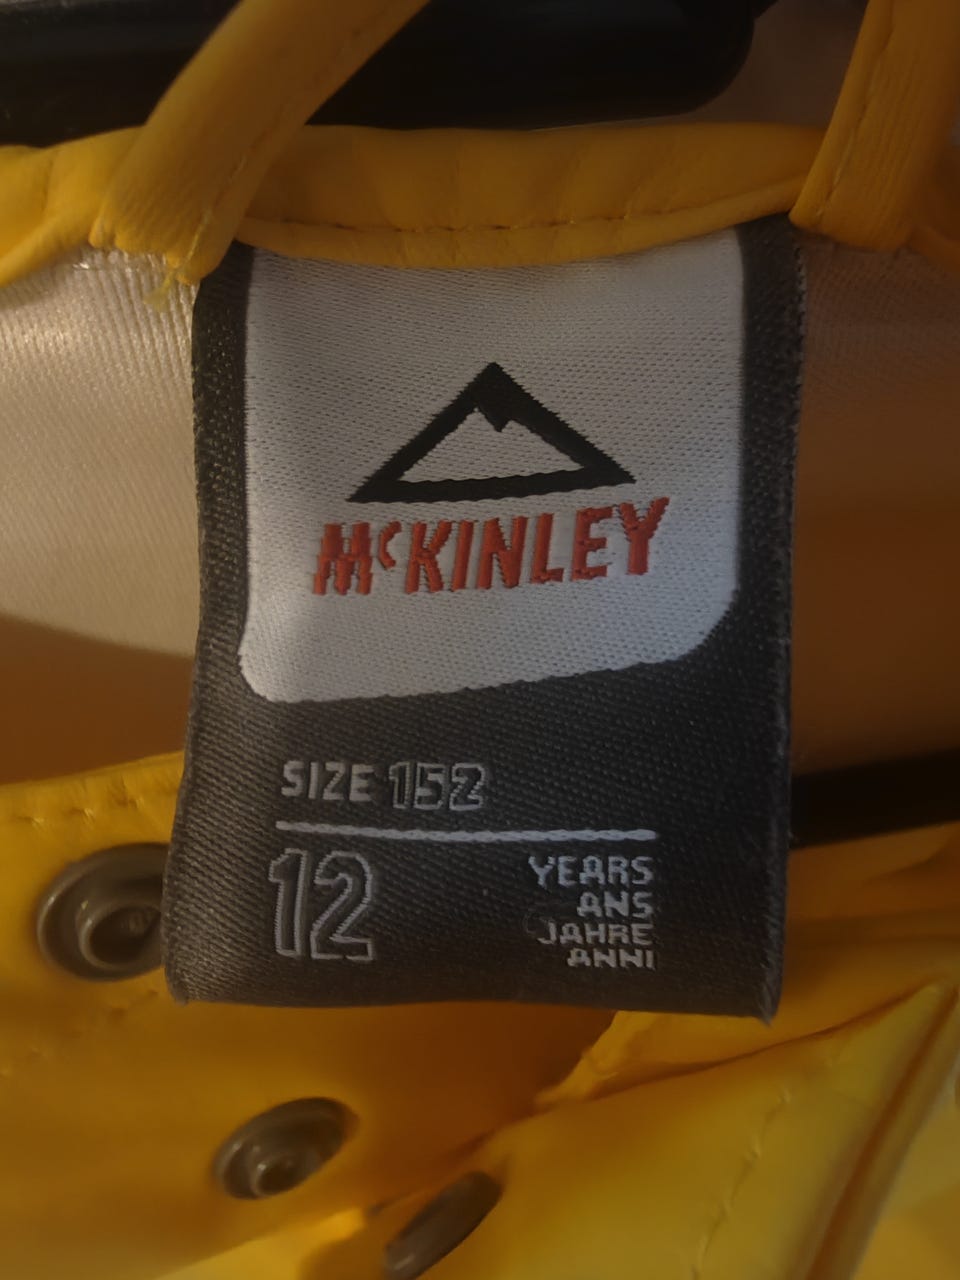 McKINLEY
SIZE 152
12
YEARS
ANS
JAHRE
ANNI